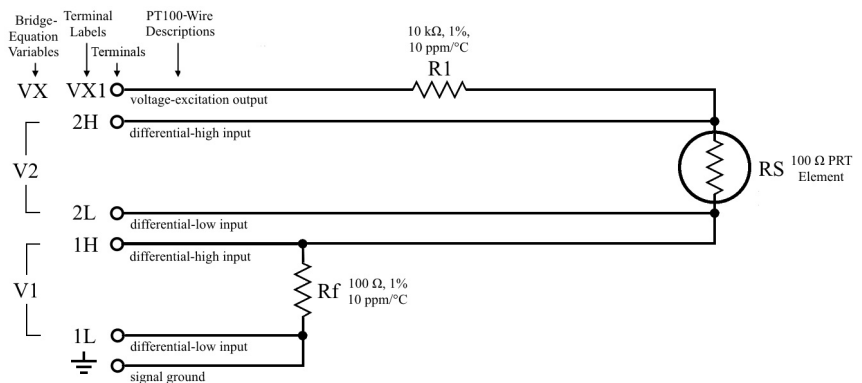 Bridge-
Equation
Variables
Terminal
Labels
Terminals
PT100-Wire
Descriptions
10 kΩ, 1%,
10 ppm/°C
R1
VX
VX1
voltage-excitation output
2H
differential-high input
V2
RS
100 Ω PRT
Element
2L
differential-low input
1H
differential-high input
V1
Rf
100 Ω, 1%
10 ppm/°C
1L
differential-low input
signal ground